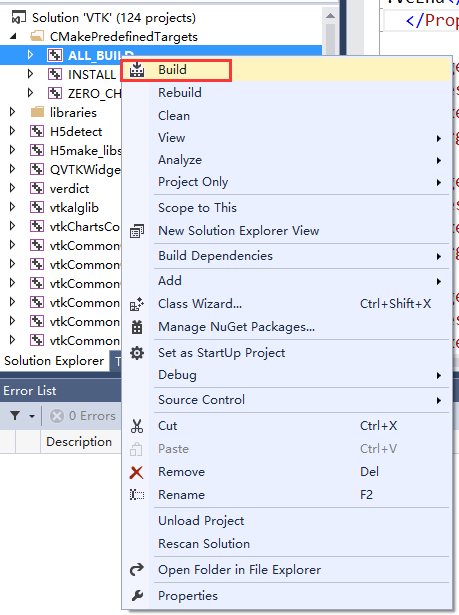 Solution 'VTK' (124 projects)
CMakePredefinedTargets
ALL_BUILD
INSTALL
ZERO_CH
libraries
H5detect
H5make_libs
QVTKWidge
verdict
vtkalglib
vtkChartsCo
vtkCommon
vtkCommon
vtkCommon
vtkCommon
vtkCommon
Solution Explorer
Error List
0 Errors
Description
</Prop
Build
Rebuild
Clean
View
Analyze
Project Only
Scope to This
New Solution Explorer View
Build Dependencies
Add
Class Wizard... Ctrl+Shift+X
Manage NuGet Packages...
Set as StartUp Project
Debug
Source Control
Cut Ctrl+X
Paste Ctrl+V
Remove Del
Rename F2
Unload Project
Rescan Solution
Open Folder in File Explorer
Properties